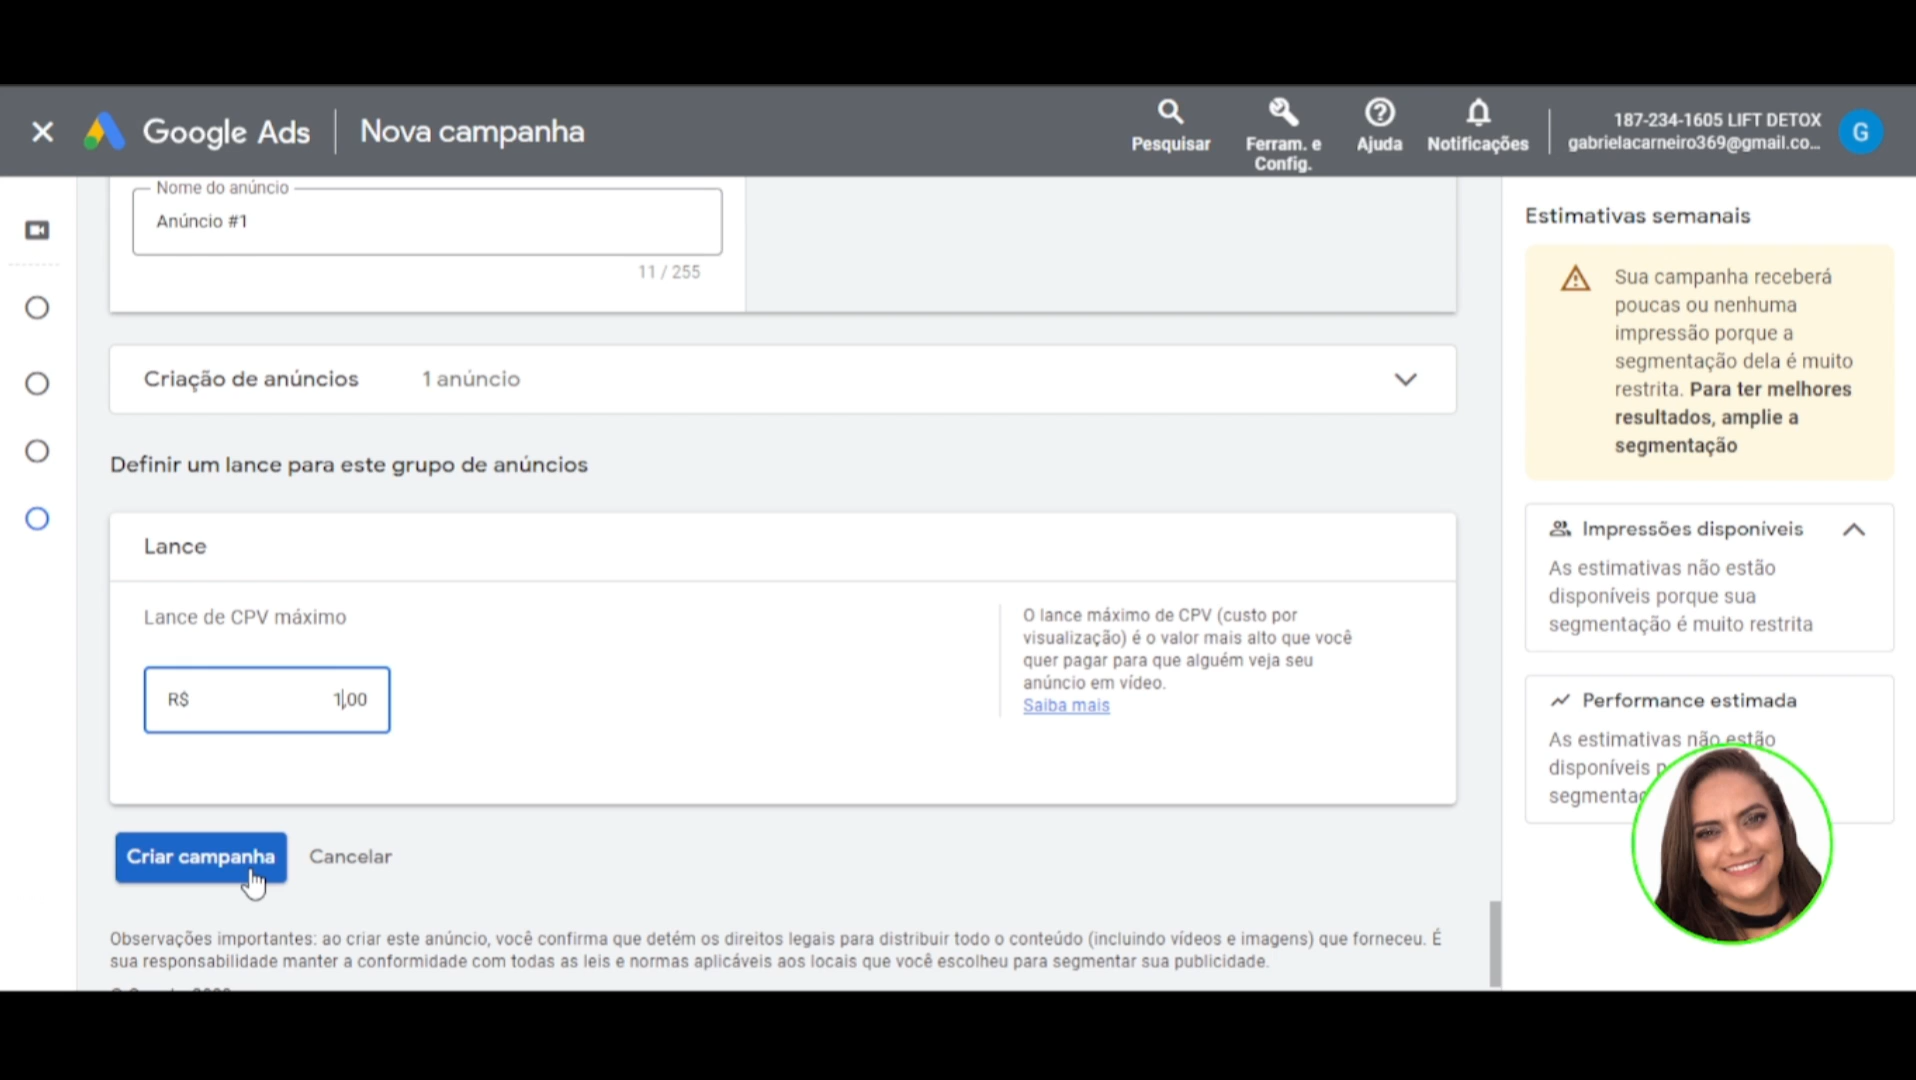 Google Ads
Nova campanha
Pesquisar
Ferram. e
Config.
Ajuda
Notificações
187-234-1605 LIFT DETOX
gabrielacarneiro369@gmail.co...
G
Nome do anúncio
Anúncio #1
11 / 255
Criação de anúncios
1 anúncio
Definir um lance para este grupo de anúncios
Lance
Lance de CPV máximo
R$
1,00
O lance máximo de CPV (custo por
visualização) é o valor mais alto que você
quer pagar para que alguém veja seu
anúncio em vídeo.
Saiba mais
Criar campanha
Cancelar
Observações importantes: ao criar este anúncio, você confirma que detém os direitos legais para distribuir todo o conteúdo (incluindo vídeos e imagens) que forneceu. É
sua responsabilidade manter a conformidade com todas as leis e normas aplicáveis aos locais que você escolheu para segmentar sua publicidade.
Estimativas semanais
Sua campanha receberá
poucas ou nenhuma
impressão porque a
segmentação dela é muito
restrita. Para ter melhores
resultados, amplie a
segmentação
Impressões disponíveis
As estimativas não estão
disponíveis porque sua
segmentação é muito restrita
Performance estimada
As estimativas não estão
disponíveis